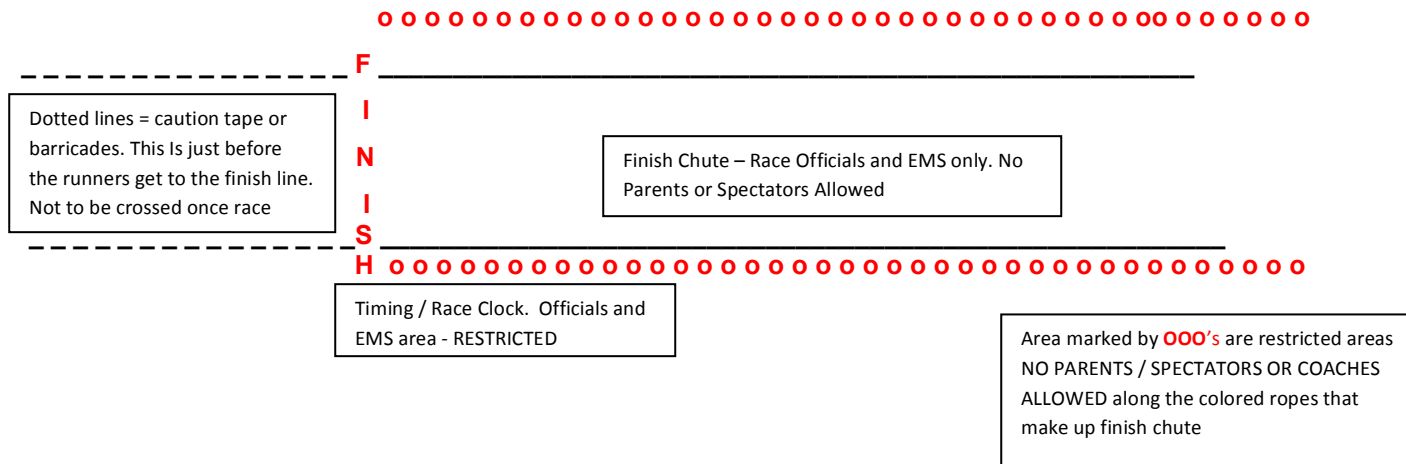 o o o o o o o o o o o o o o o o o o o o o o o o o o o o o o o o oo o o o o o o
F
I
N
I
S
H o o o o o o o o o o o o o o o o o o o o o o o o o o o o o o o o o o o o o o o
Dotted lines = caution tape or
barricades. This Is just before
the runners get to the finish line.
Not to be crossed once race
Finish Chute – Race Officials and EMS only. No
Parents or Spectators Allowed
Timing / Race Clock. Officials and
EMS area - RESTRICTED
Area marked by OOO's are restricted areas
NO PARENTS / SPECTATORS OR COACHES
ALLOWED along the colored ropes that
make up finish chute